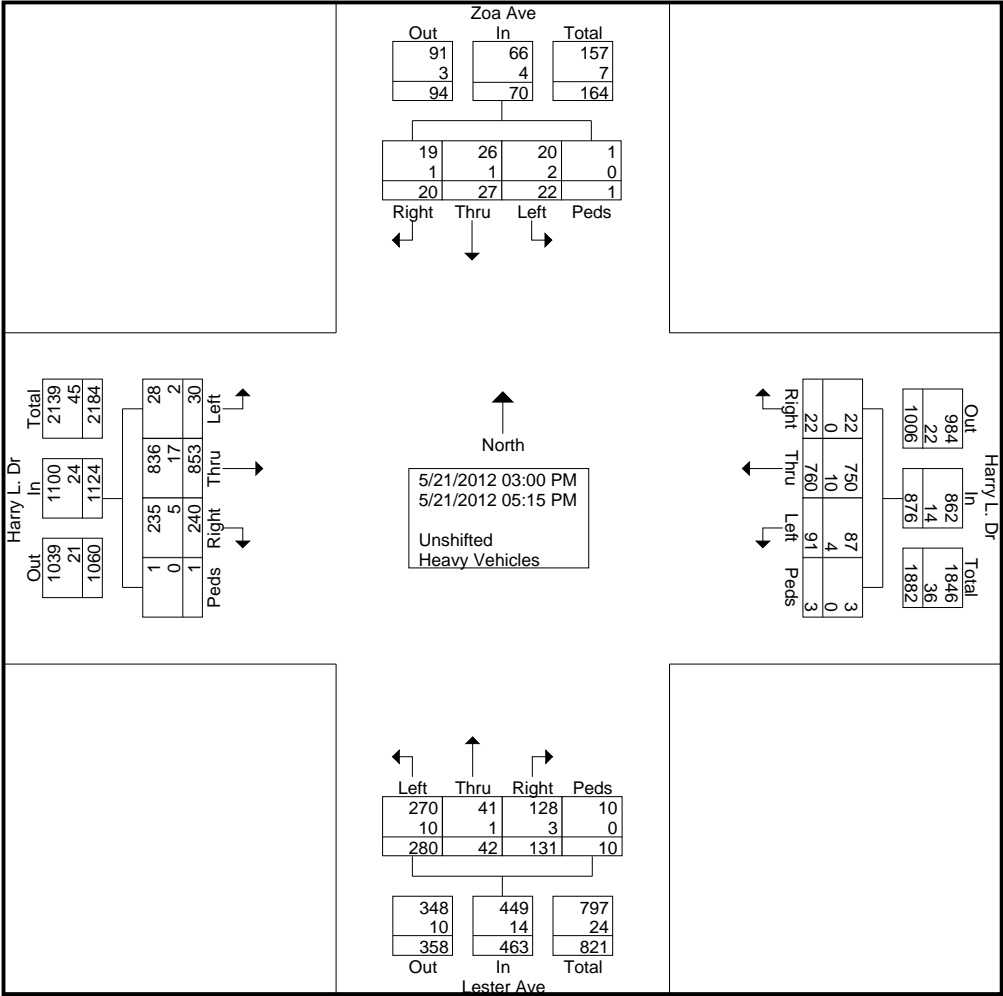 Zoa Ave
Out In Total
91 66 157
3 4 7
94 70 164
19 26 20 1
1 1 2 0
20 27 22 1
Right Thru Left Peds
Harry L. Dr
Total In Out
2139 1100 1039
45 24 21
2184 1124 1060
28 836 235 1
2 17 5 0
30 853 240 1
Left Thru Right Peds
North
5/21/2012 03:00 PM
5/21/2012 05:15 PM
Unshifted
Heavy Vehicles
Right Thru Left Peds
22 760 91 3
0 10 4 0
22 750 87 3
Out In Total
984 862 1846
22 14 36
1006 876 1882
Harry L. Dr
Left Thru Right Peds
270 41 128 10
10 1 3 0
280 42 131 10
348 449 797
10 14 24
358 463 821
Out In Total
Lester Ave